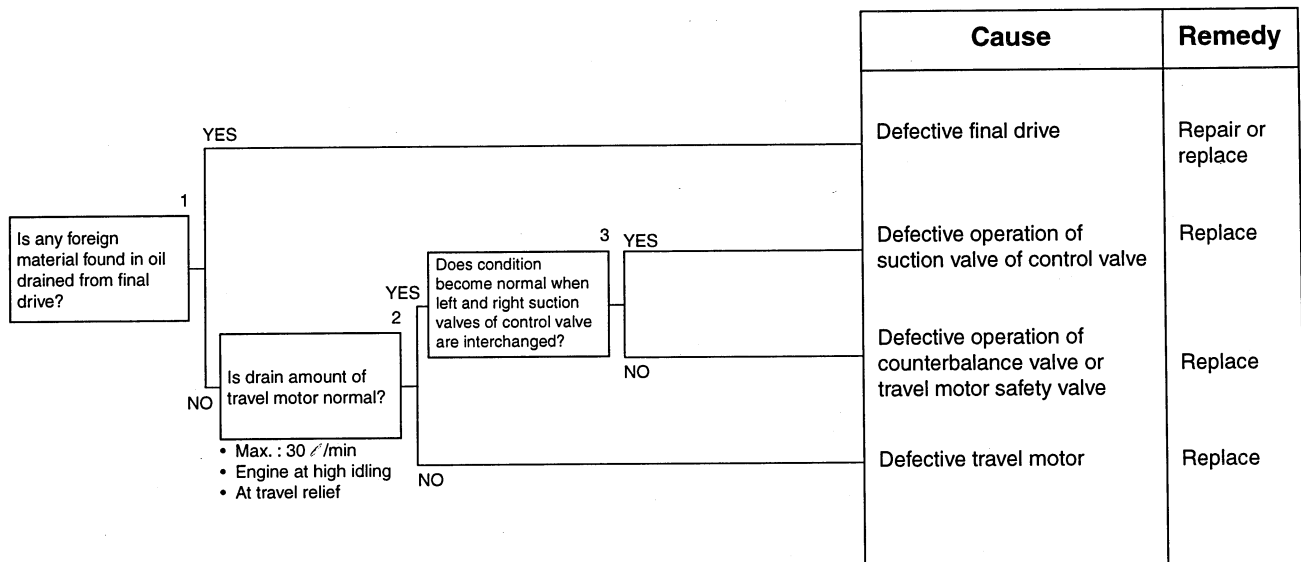 Cause
Remedy
YES
Defective final drive
Repair or
replace
1
Is any foreign
material found in oil
drained from final
drive?
3
YES
Does condition
become normal when
left and right suction
valves of control valve
are interchanged?
Defective operation of
suction valve of control valve
Replace
YES
2
NO
Is drain amount of
travel motor normal?
NO
Defective operation of
counterbalance valve or
travel motor safety valve
Replace
• Max. : 30 ℓ/min
• Engine at high idling
• At travel relief
NO
Defective travel motor
Replace